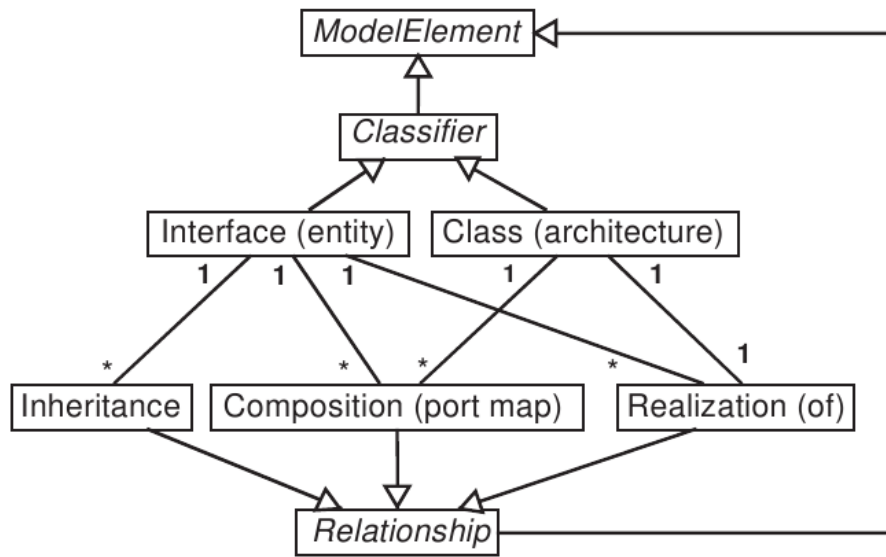 ModelElement
Classifier
Interface (entity)
Class (architecture)
1
1
1
1
1
*
*
*
*
1
Inheritance
Composition (port map)
Realization (of)
Relationship